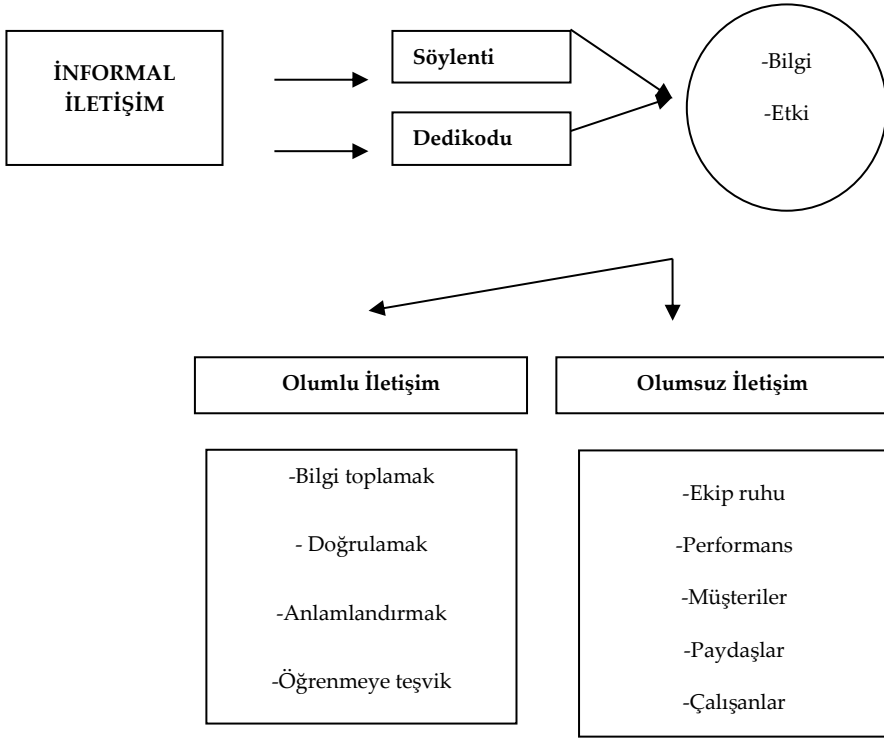 İNFORMAL
İLETİŞİM
Söylenti
Dedikodu
-Bilgi
-Etki
Olumlu İletişim
Olumsuz İletişim
-Bilgi toplamak
- Doğrulamak
-Anlamlandırmak
-Öğrenmeye teşvik
-Ekip ruhu
-Performans
-Müşteriler
-Paydaşlar
-Çalışanlar